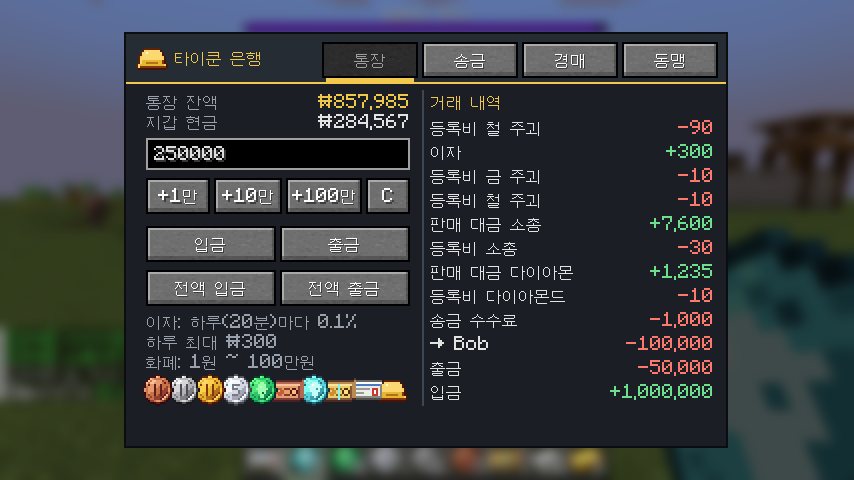 타이쿤 은행
통장
송금
경매
동맹
통장 잔액 ₩857,985
지갑 현금 ₩284,567
250000
+1만 +10만 +100만 C
입금 출금
전액 입금 전액 출금
이자: 하루(20분)마다 0.1%
하루 최대 ₩300
화폐: 1원 ~ 100만원
거래 내역
등록비 철 주괴 -90
이자 +300
등록비 금 주괴 -10
등록비 철 주괴 -10
판매 대금 소총 +7,600
등록비 소총 -30
판매 대금 다이아몬 +1,235
등록비 다이아몬드 -10
송금 수수료 -1,000
→ Bob -100,000
출금 -50,000
입금 +1,000,000